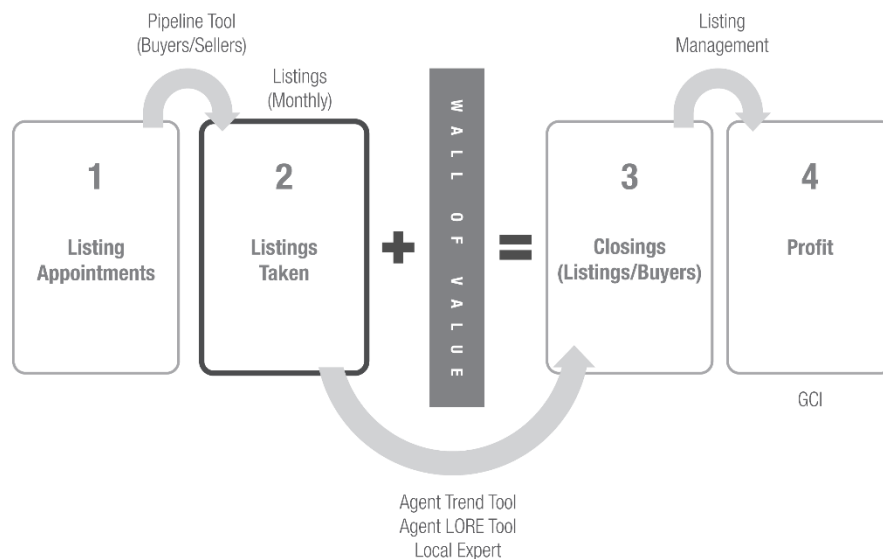 Pipeline Tool
(Buyers/Sellers)
Listings
(Monthly)
Listing
Management
1
Listing
Appointments
2
Listings
Taken
+
WALL OF VALUE
=
3
Closings
(Listings/Buyers)
4
Profit
GCI
Agent Trend Tool
Agent LORE Tool
Local Expert